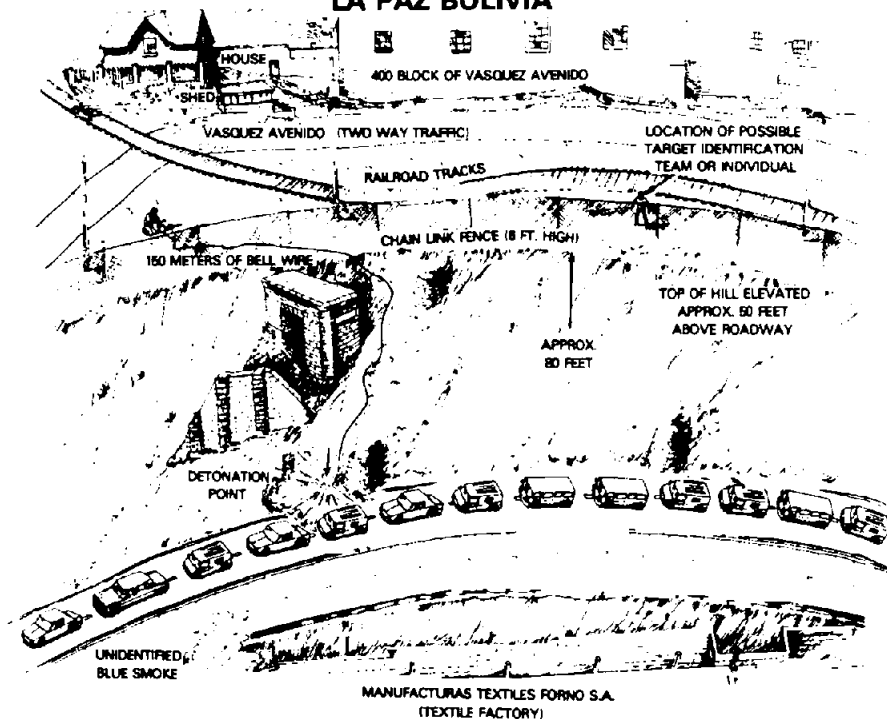 LA PAZ BOLIVIA
HOUSE
400 BLOCK OF VASQUEZ AVENIDO
SHED
VASQUEZ AVENIDO (TWO WAY TRAFFIC)
LOCATION OF POSSIBLE
TARGET IDENTIFICATION
TEAM OR INDIVIDUAL
RAILROAD TRACKS
CHAIN LINK FENCE (8 FT. HIGH)
150 METERS OF BELL WIRE
TOP OF HILL ELEVATED
APPROX. 50 FEET
ABOVE ROADWAY
APPROX.
80 FEET
DETONATION
POINT
UNIDENTIFIED
BLUE SMOKE
MANUFACTURAS TEXTILES FORNO S.A.
(TEXTILE FACTORY)